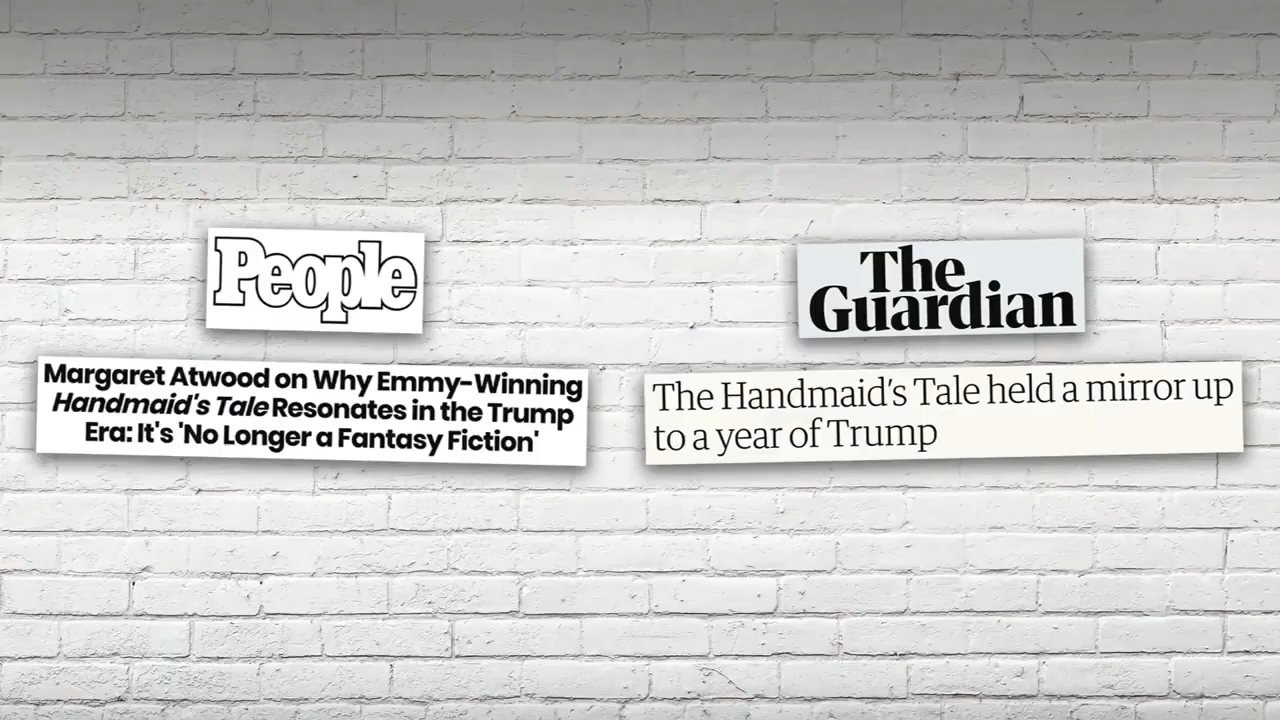 People
Margaret Atwood on Why Emmy-Winning
Handmaid's Tale Resonates in the Trump
Era: It's 'No Longer a Fantasy Fiction'
The
Guardian
The Handmaid's Tale held a mirror up
to a year of Trump